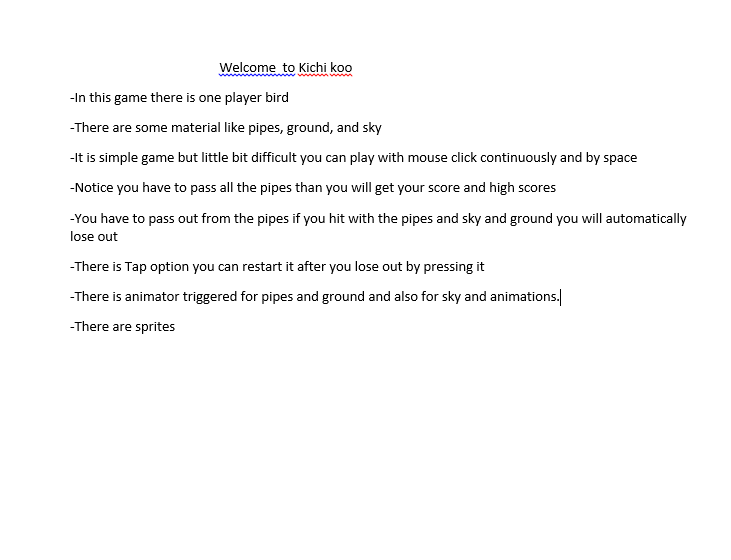 Welcome  to Kichi koo
-In this game there is one player bird
-There are some material like pipes, ground, and sky
-It is simple game but little bit difficult you can play with mouse click continuously and by space
-Notice you have to pass all the pipes than you will get your score and high scores
-You have to pass out from the pipes if you hit with the pipes and sky and ground you will automatically
lose out
-There is Tap option you can restart it after you lose out by pressing it
-There is animator triggered for pipes and ground and also for sky and animations.
-There are sprites